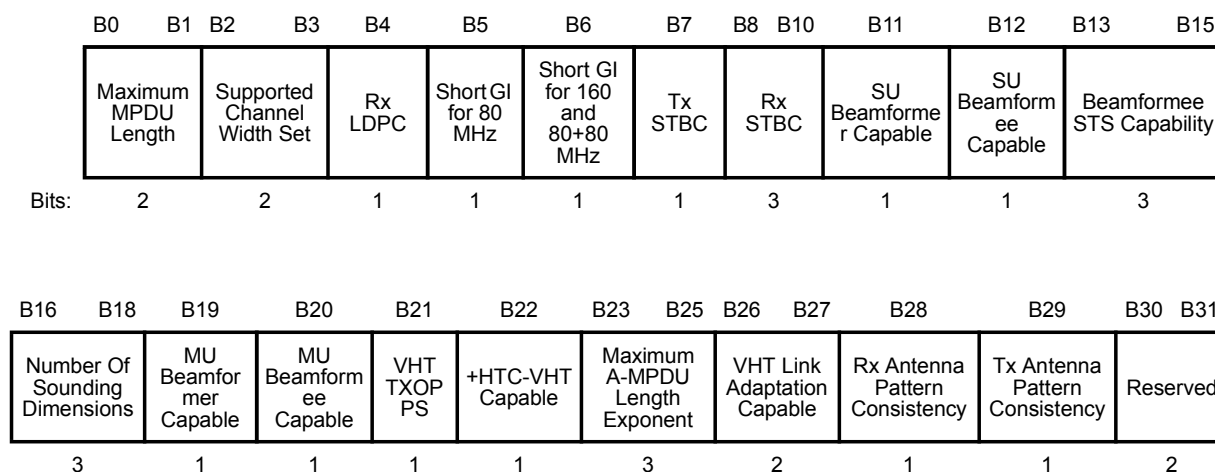 B0 B1 B2 B3 B4 B5 B6 B7 B8 B10 B11 B12 B13 B15
Maximum
MPDU
Length
Supported
Channel
Width Set
Rx
LDPC
Short GI
for 80
MHz
Short GI
for 160
and
80+80
MHz
Tx
STBC
Rx
STBC
SU
Beamforme
r Capable
SU
Beamform
ee
Capable
Beamformee
STS Capability
Bits: 2 2 1 1 1 1 3 1 1 3
B16 B18 B19 B20 B21 B22 B23 B25 B26 B27 B28 B29 B30 B31
Number Of
Sounding
Dimensions
MU
Beamfor
mer
Capable
MU
Beamform
ee
Capable
VHT
TXOP
PS
+HTC-VHT
Capable
Maximum
A-MPDU
Length
Exponent
VHT Link
Adaptation
Capable
Rx Antenna
Pattern
Consistency
Tx Antenna
Pattern
Consistency
Reserved
3 1 1 1 1 3 2 1 1 2